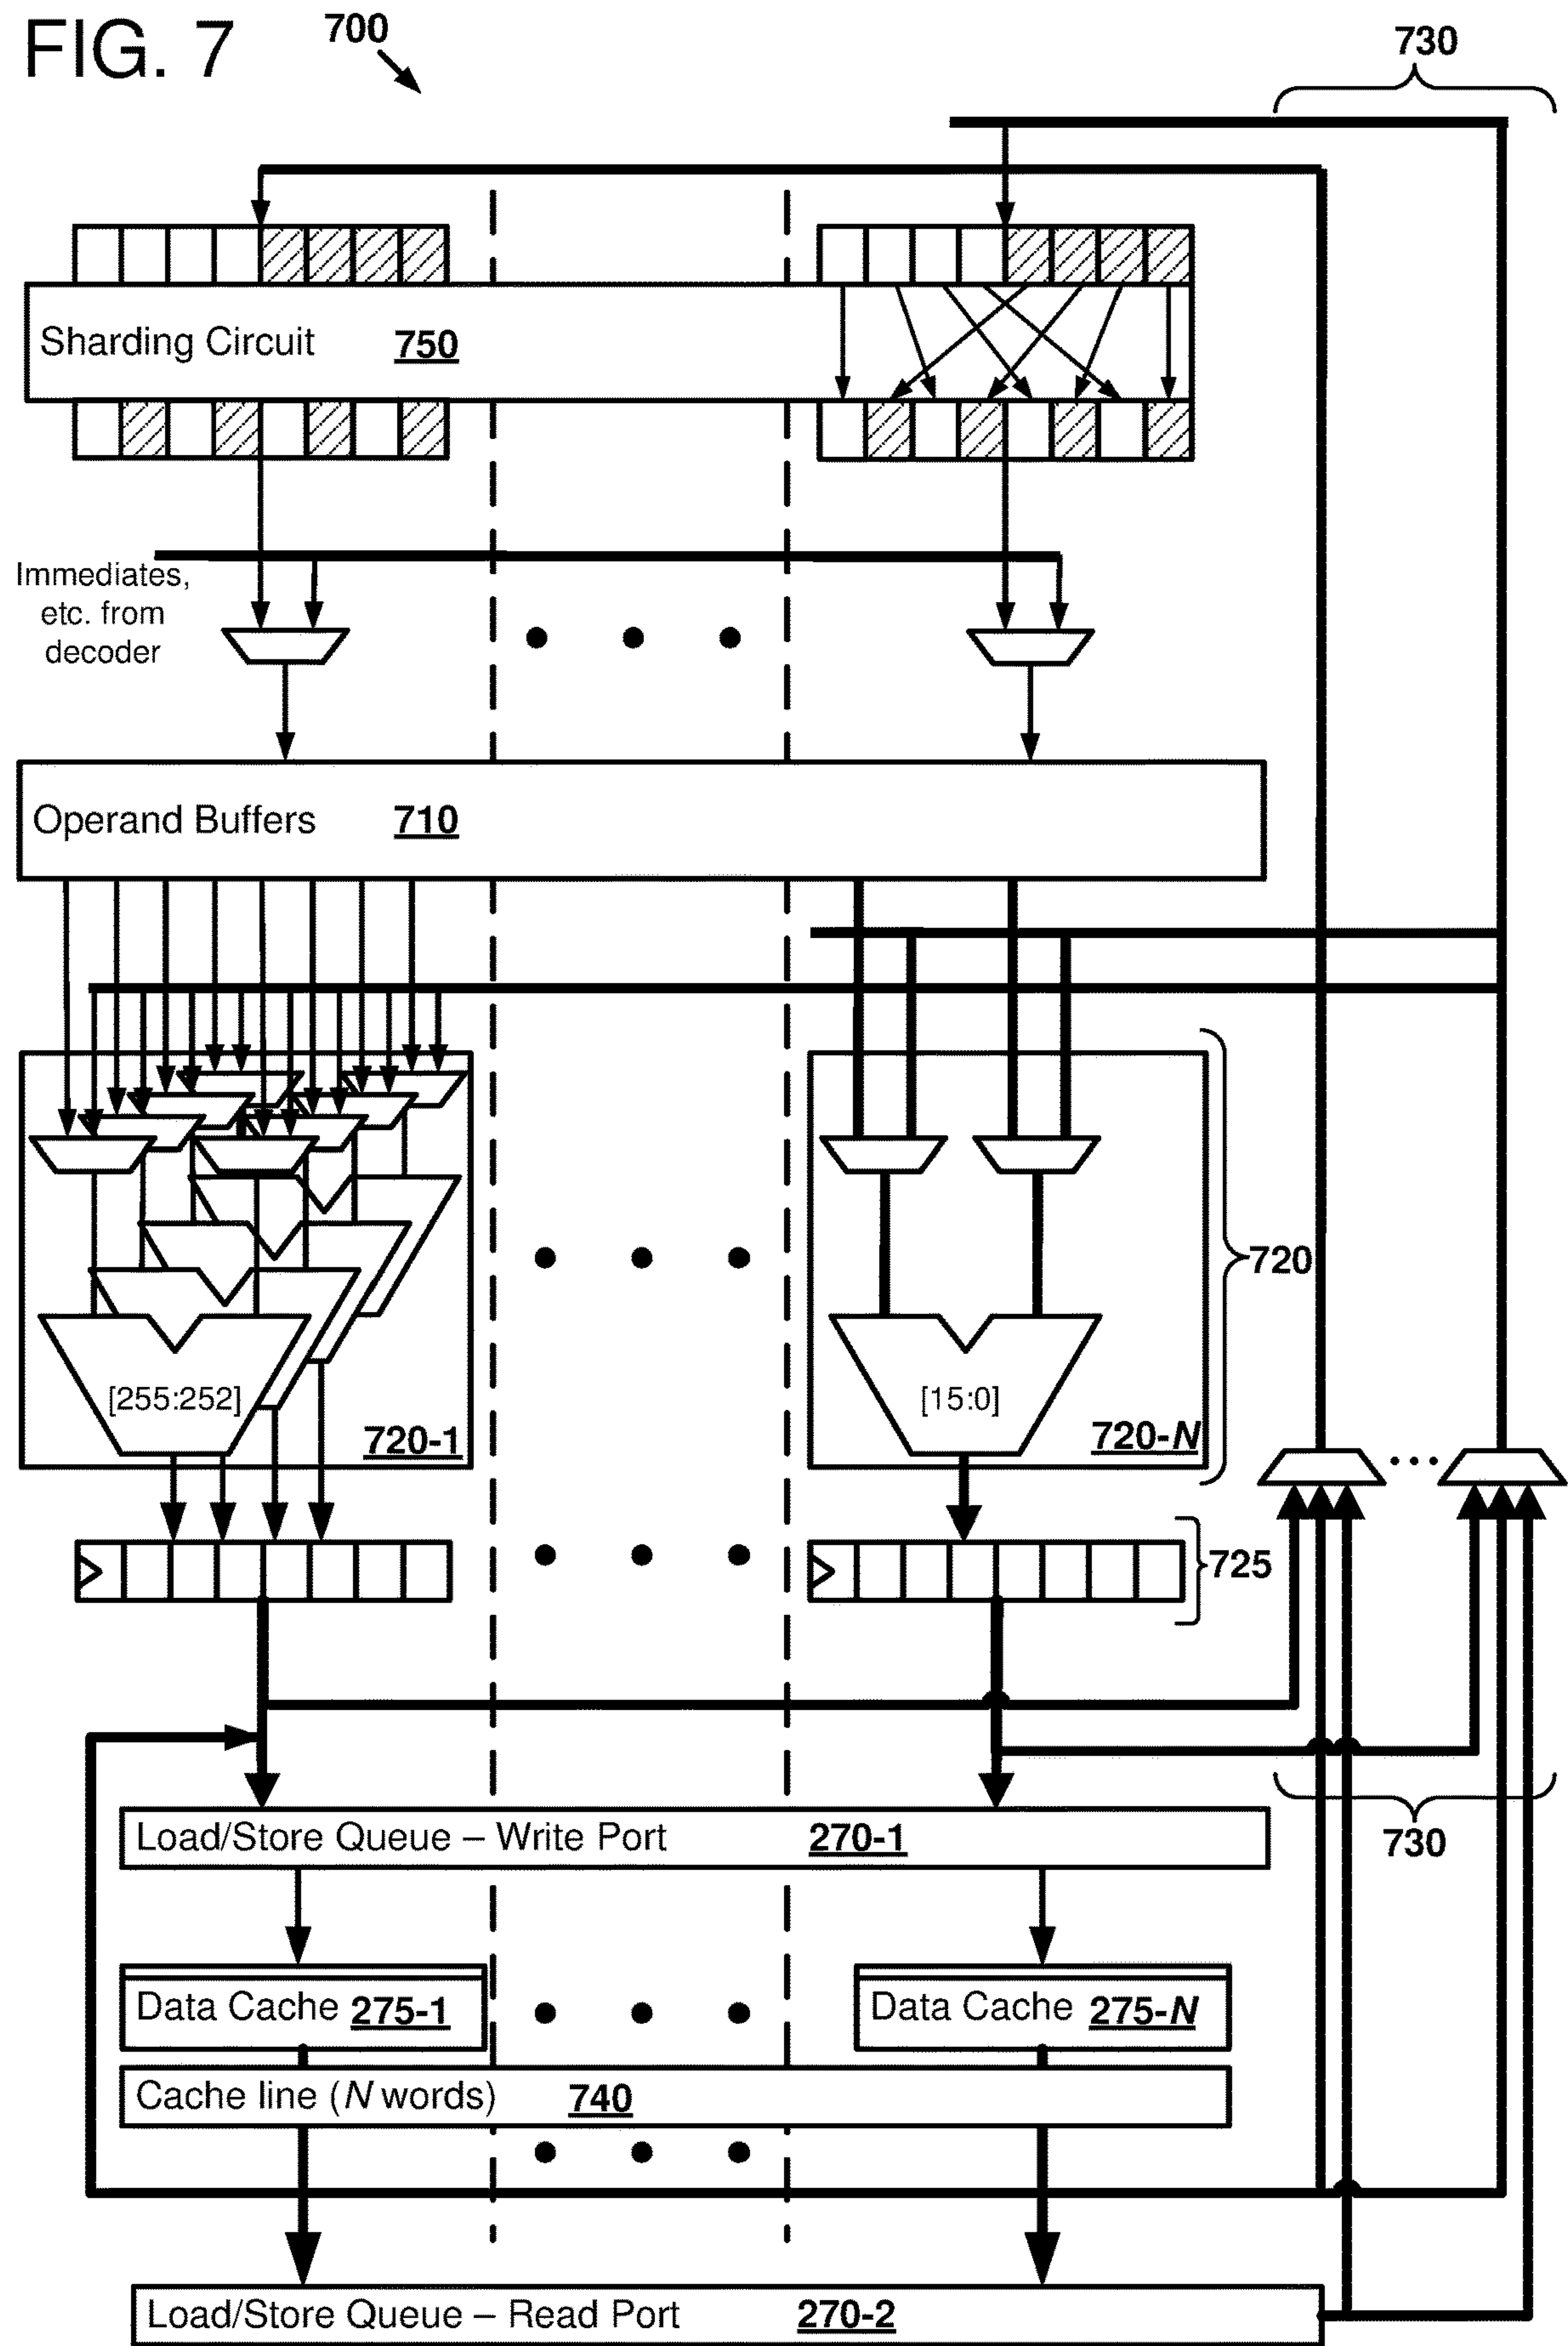 FIG. 7
700
730
Sharding Circuit 750
Immediates,
etc. from
decoder
Operand Buffers 710
720
[255:252]
[15:0]
720-1
720-N
725
Load/Store Queue – Write Port 270-1
730
Data Cache 275-1
Data Cache 275-N
Cache line (N words) 740
Load/Store Queue – Read Port 270-2